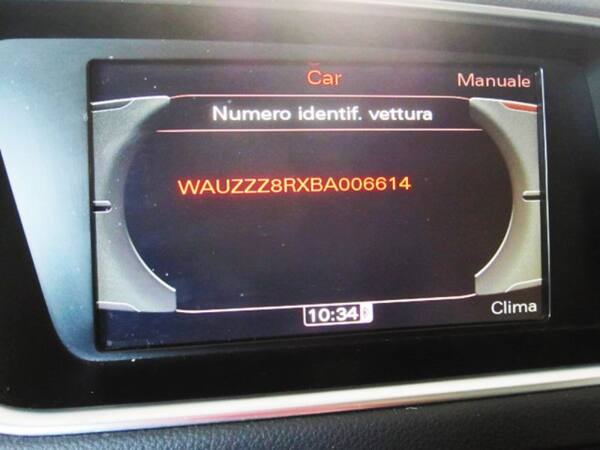 Car
Manuale
Numero identif. vettura
WAUZZZ8RXBA006614
10:34
Clima